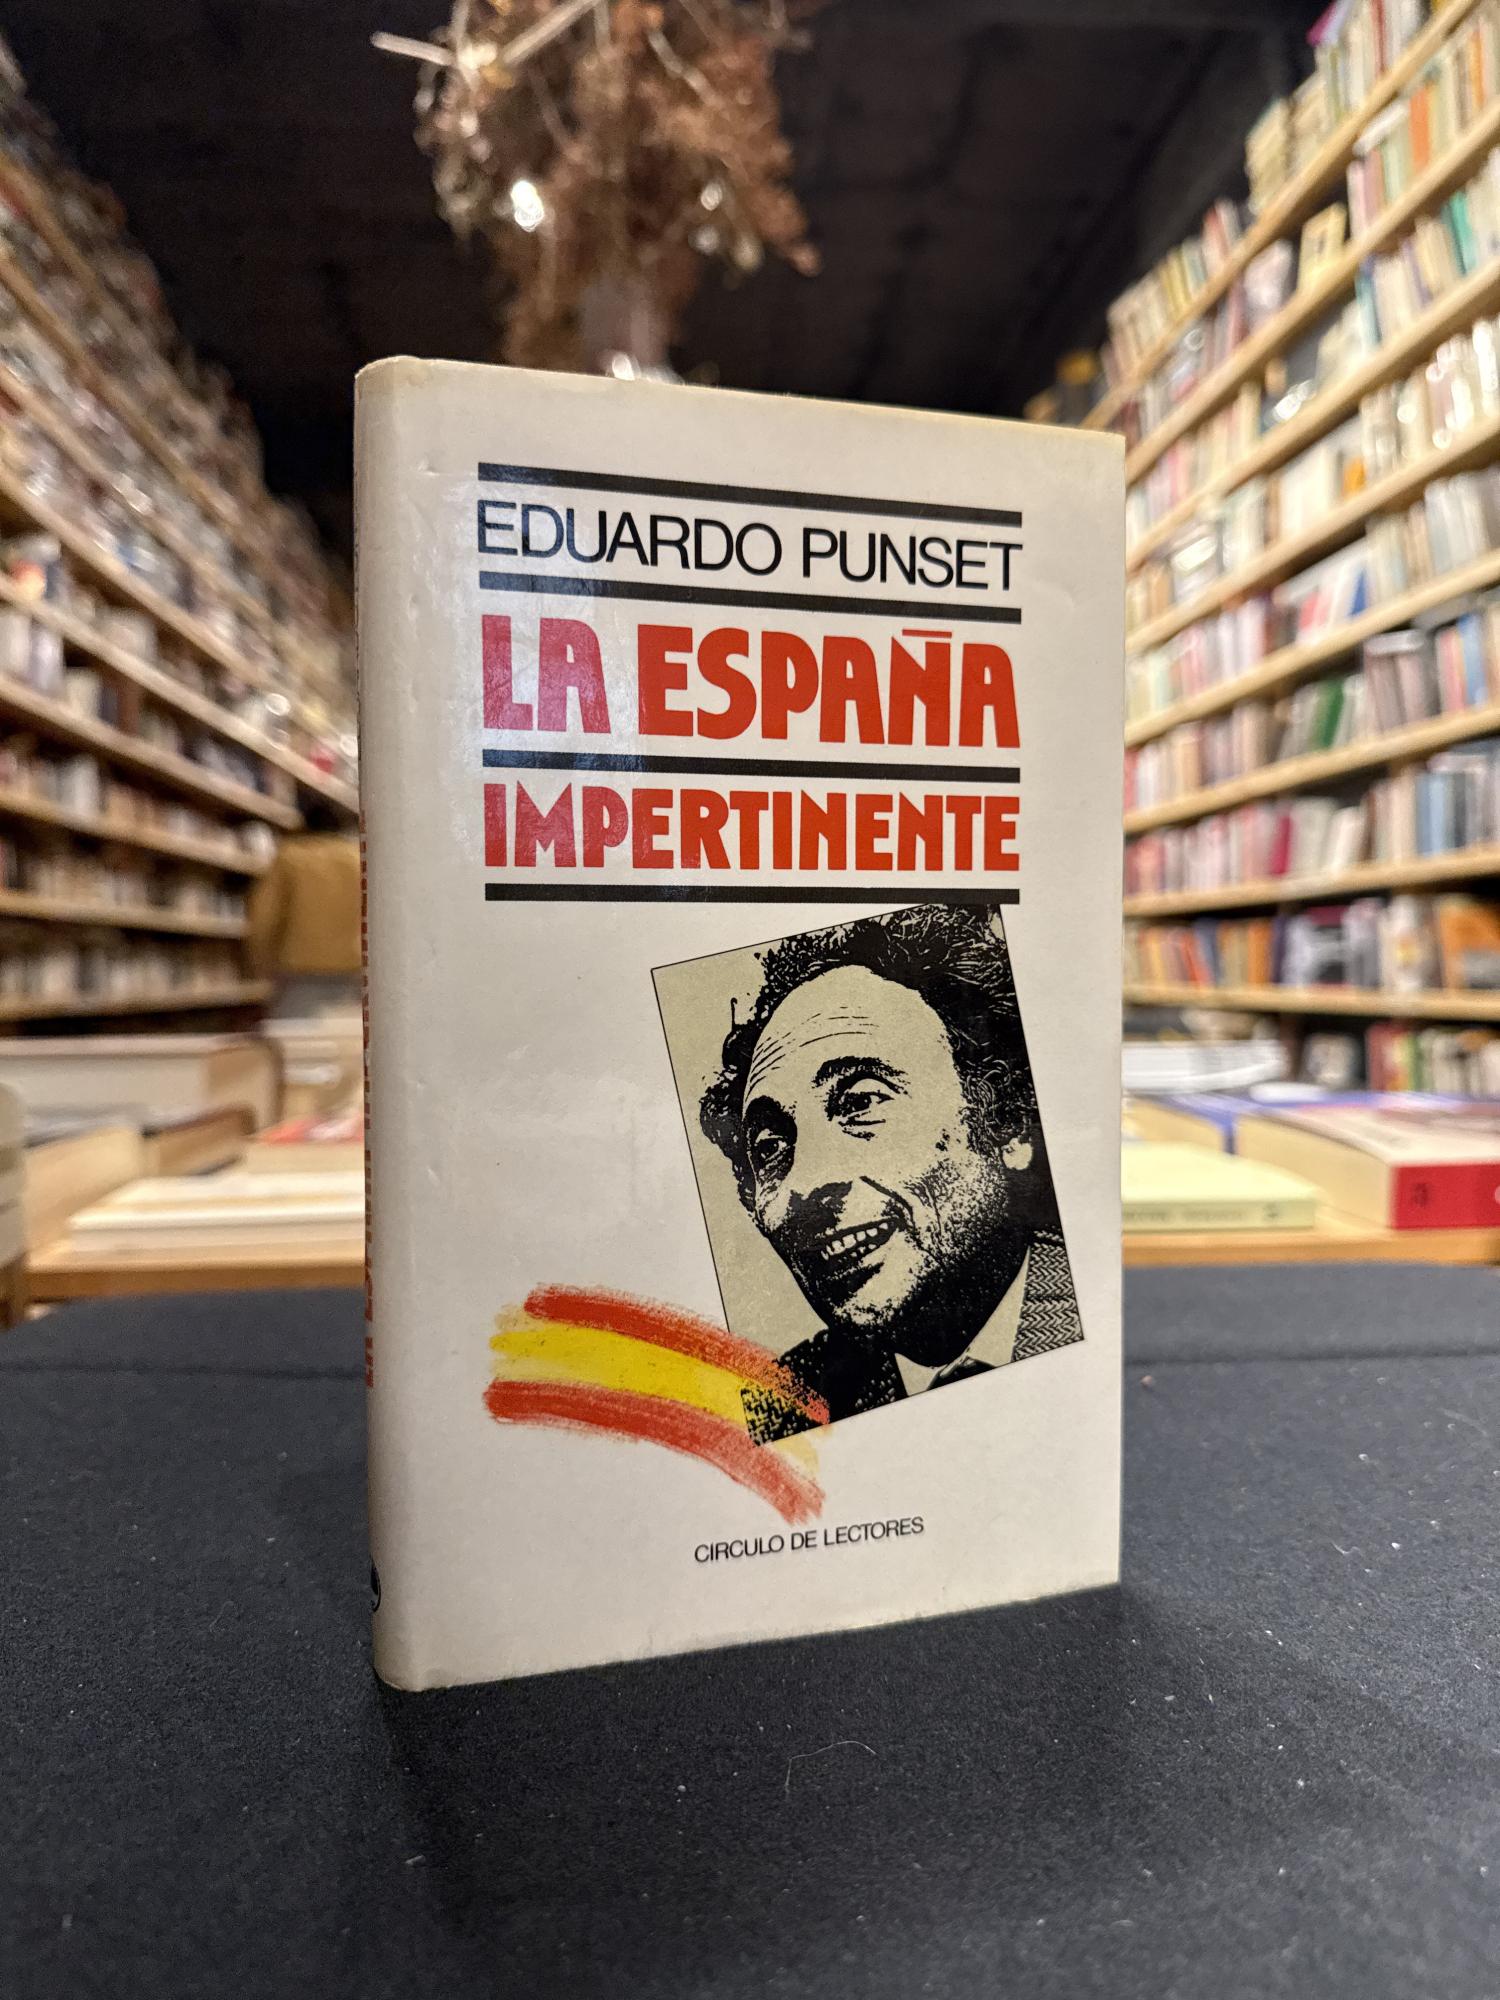 EDUARDO PUNSET
LA ESPAÑA
IMPERTINENTE
CIRCULO DE LECTORES